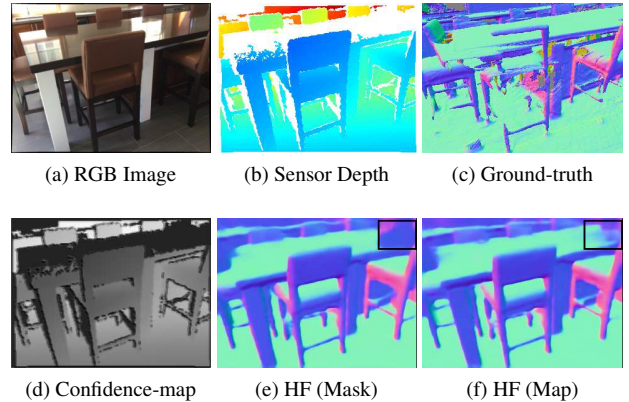 (a) RGB Image
(b) Sensor Depth
(c) Ground-truth
(d) Confidence-map
(e) HF (Mask)
(f) HF (Map)